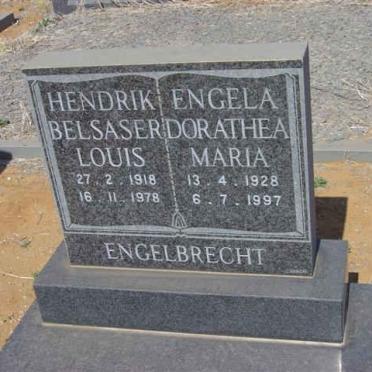 HENDRIK
BELSASER
LOUIS
27. 2. 1918
16. 11. 1978
ENGELA
DORATHEA
MARIA
13. 4. 1928
6. 7. 1997
ENGELBRECHT